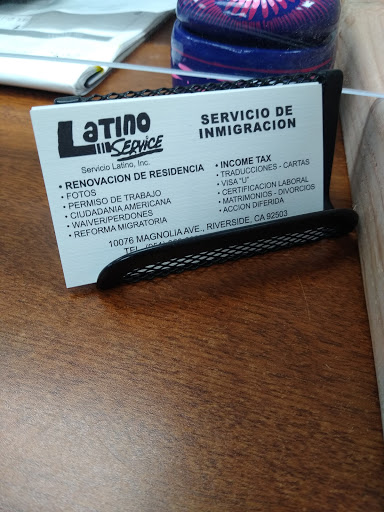 LATINO
SERVICE
Servicio Latino, Inc.
SERVICIO DE
INMIGRACION
• RENOVACION DE RESIDENCIA
• FOTOS
• PERMISO DE TRABAJO
• CIUDADANIA AMERICANA
• WAIVER/PERDONES
• REFORMA MIGRATORIA
• INCOME TAX
• TRADUCCIONES - CARTAS
• VISA "U"
• CERTIFICACION LABORAL
• MATRIMONIOS - DIVORCIOS
• ACCION DIFERIDA
10076 MAGNOLIA AVE., RIVERSIDE, CA 92503
TEL.